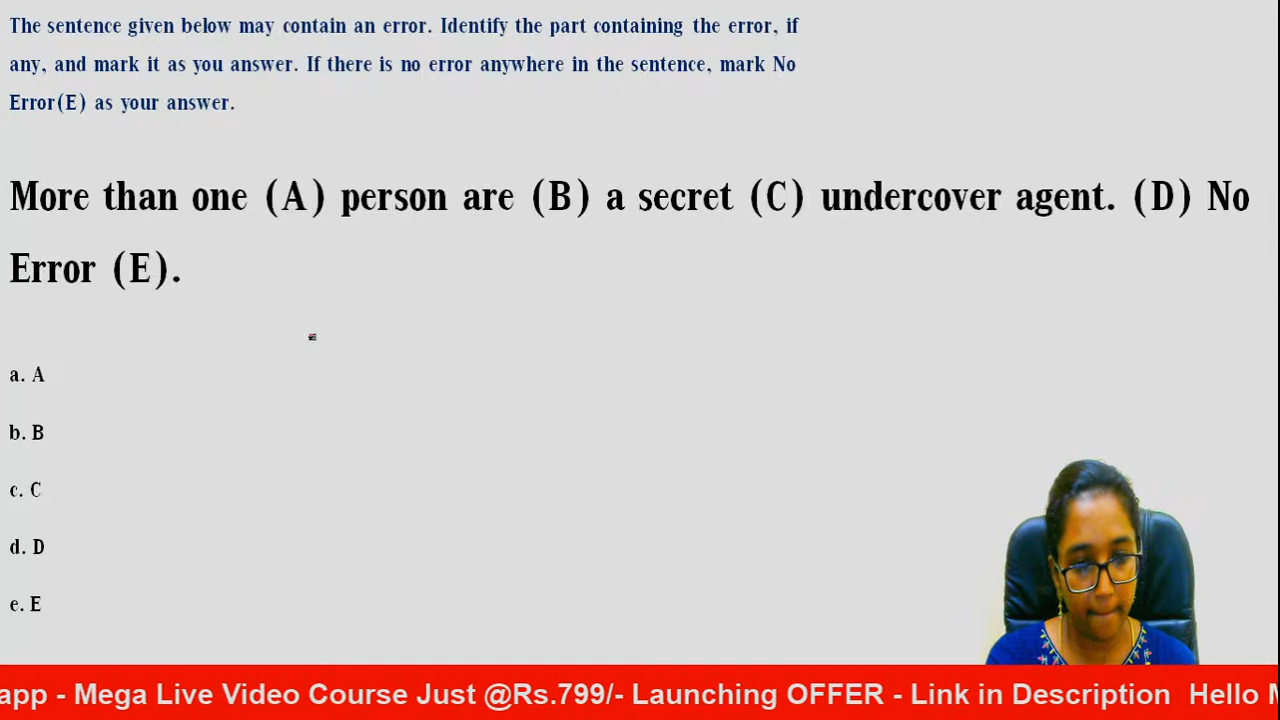 The sentence given below may contain an error. Identify the part containing the error, if
any, and mark it as you answer. If there is no error anywhere in the sentence, mark No
Error(E) as your answer.
More than one (A) person are (B) a secret (C) undercover agent. (D) No
Error (E).
a. A
b. B
c. C
d. D
e. E
app - Mega Live Video Course Just @Rs.799/- Launching OFFER - Link in Description Hello M